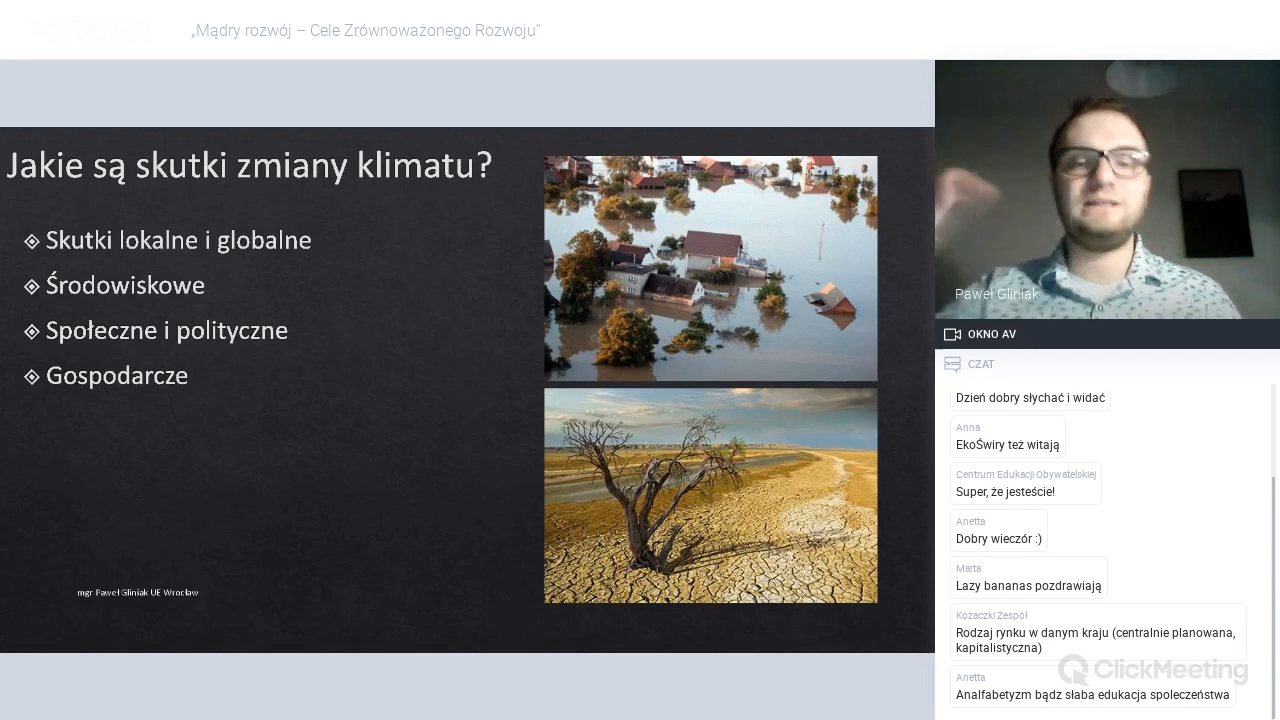 „Mądry rozwój – Cele Zrównoważonego Rozwoju”
Jakie są skutki zmiany klimatu?
Skutki lokalne i globalne
Środowiskowe
Społeczne i polityczne
Gospodarcze
mgr Paweł Gliniak UE Wrocław
Paweł Gliniak
OKNO AV
CZAT
Dzień dobry słychać i widać
Anna
EkoŚwiry też witają
Centrum Edukacji Obywatelskiej
Super, że jesteście!
Anetta
Dobry wieczór :)
Marta
Lazy bananas pozdrawiają
Kozaczki Zespół
Rodzaj rynku w danym kraju (centralnie planowana,
kapitalistyczna)
ClickMeeting
Anetta
Analfabetyzm bądz słaba edukacja spoleczeństwa